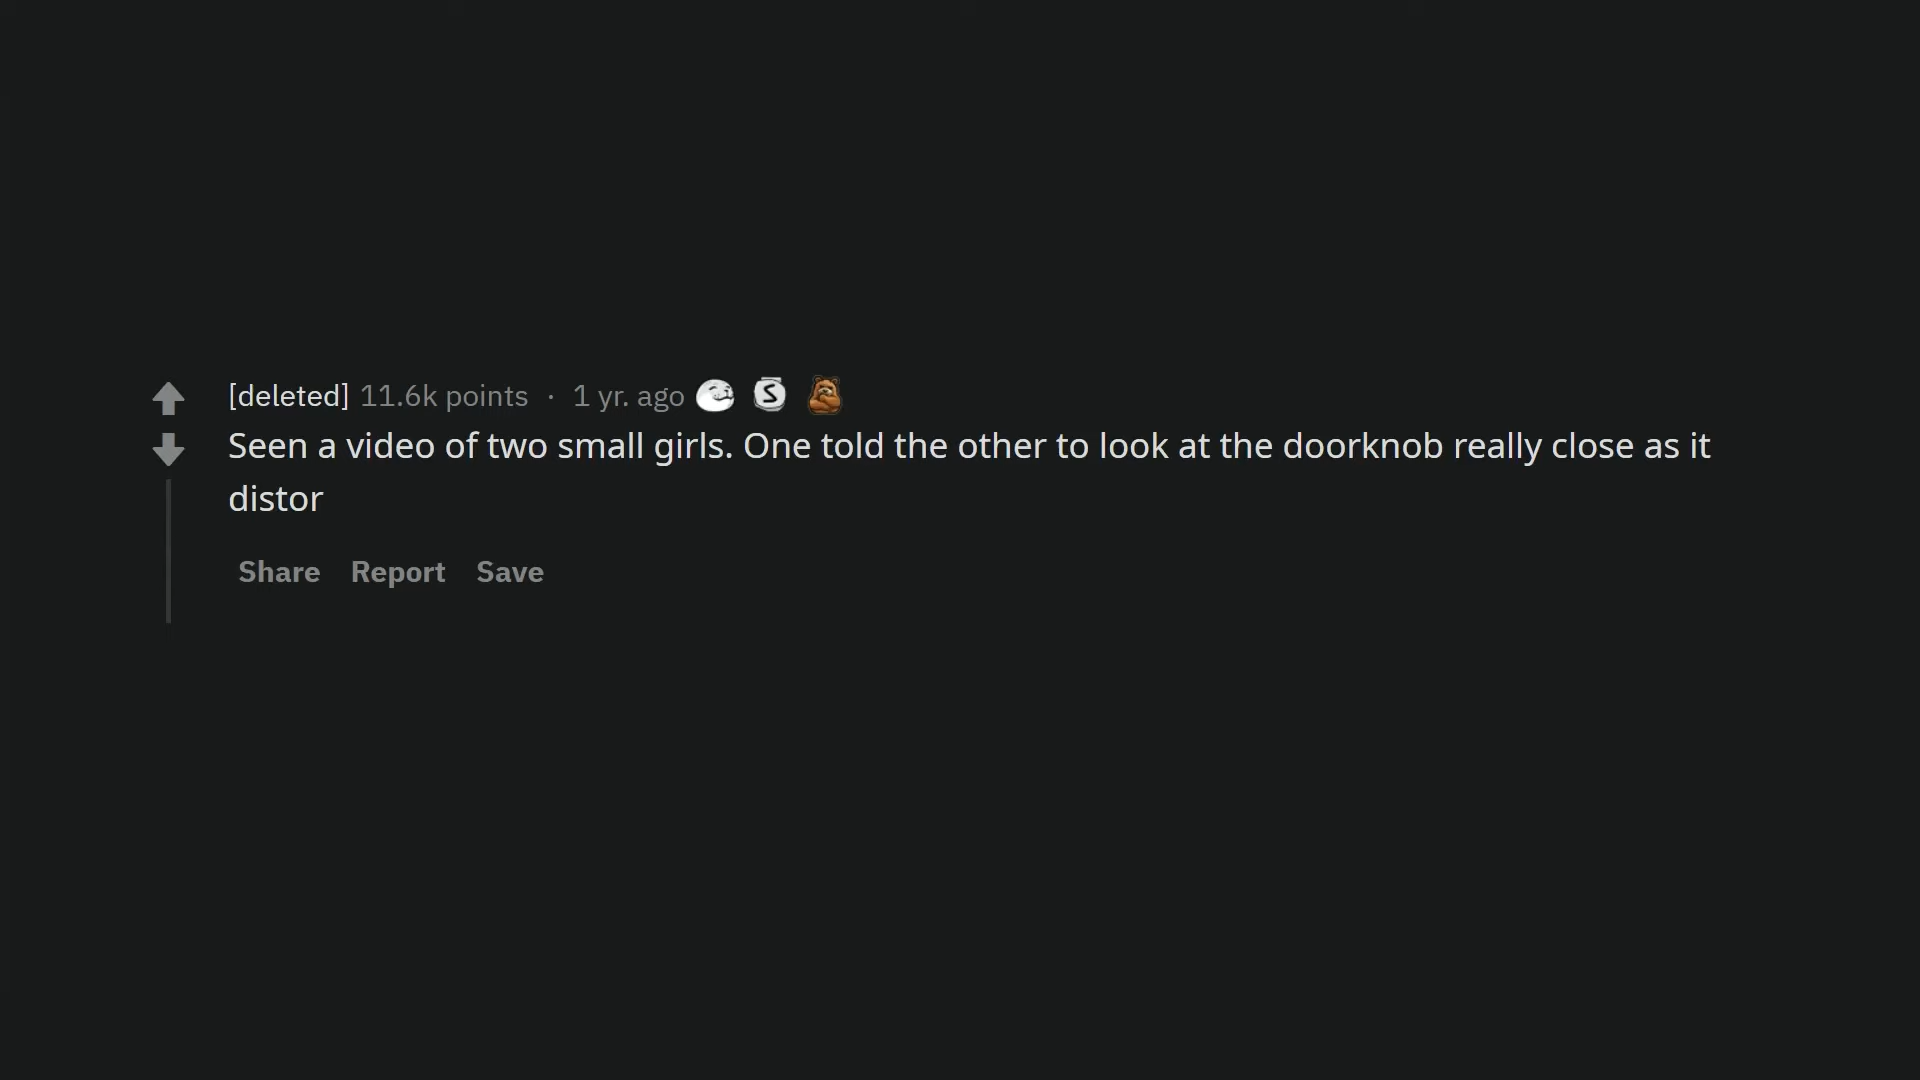 [deleted] 11.6k points · 1 yr. ago S
Seen a video of two small girls. One told the other to look at the doorknob really close as it
distor
Share Report Save